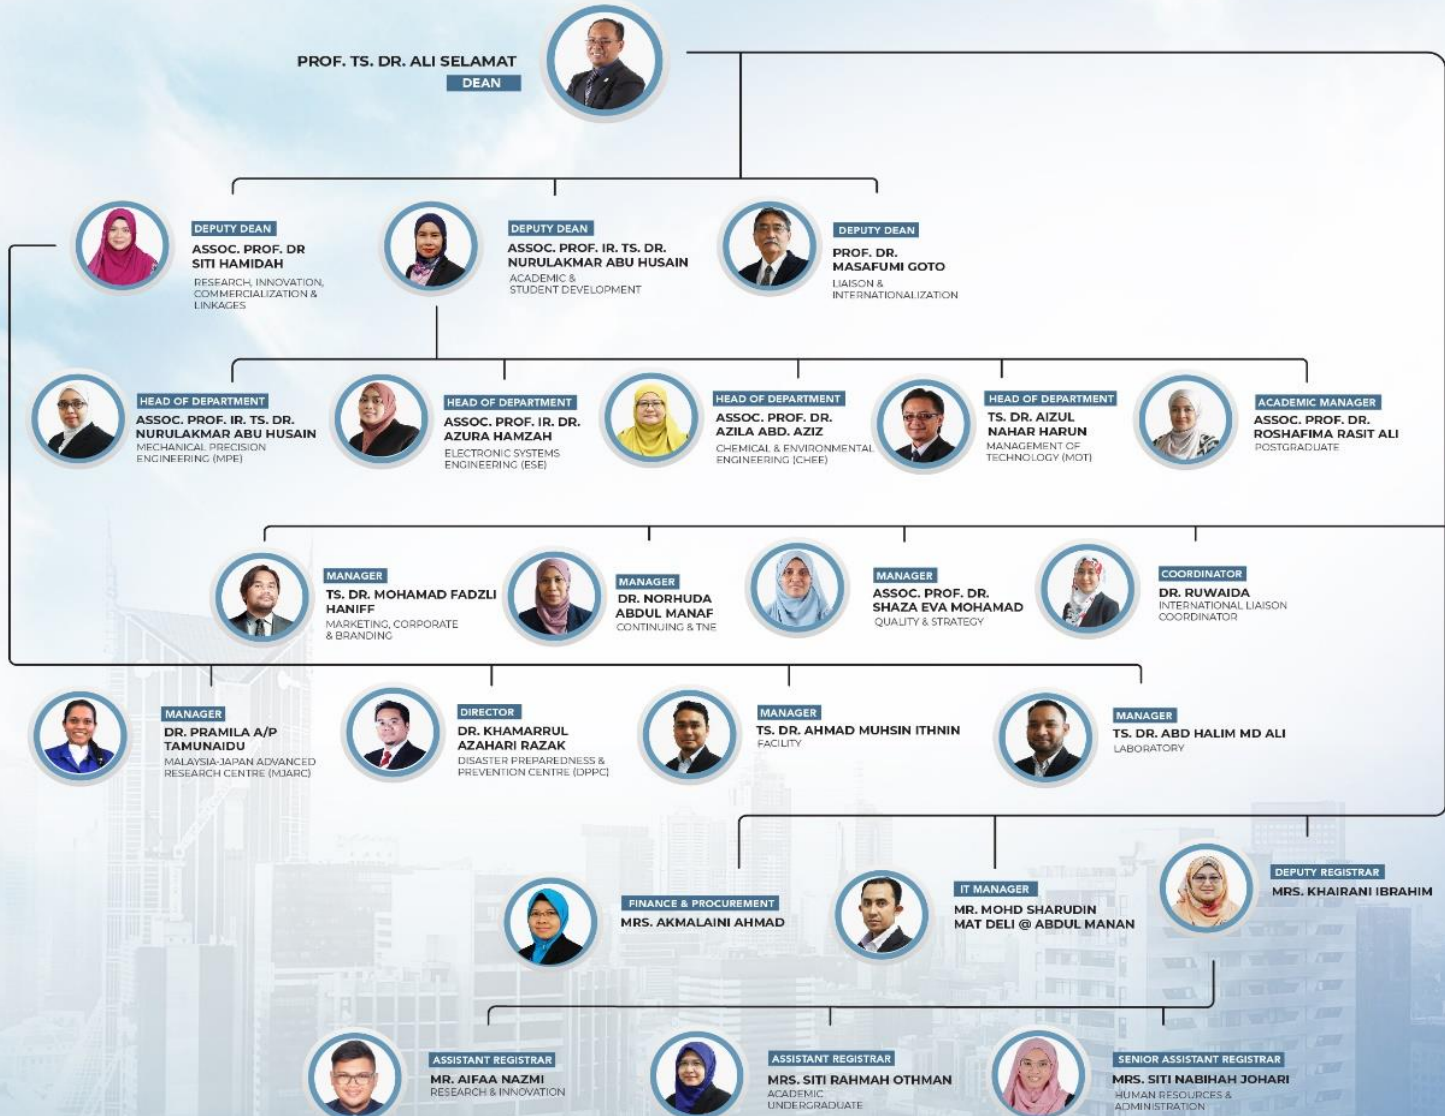 PROF. TS. DR. ALI SELAMAT
DEAN
DEPUTY DEAN
ASSOC. PROF. DR
SITI HAMIDAH
RESEARCH, INNOVATION,
COMMERCIALIZATION &
LINKAGES
DEPUTY DEAN
ASSOC. PROF. IR. TS. DR.
NURULAKMAR ABU HUSAIN
ACADEMIC &
STUDENT DEVELOPMENT
DEPUTY DEAN
PROF. DR.
MASAFUMI GOTO
LIAISON &
INTERNATIONALIZATION
HEAD OF DEPARTMENT
ASSOC. PROF. IR. TS. DR.
NURULAKMAR ABU HUSAIN
MECHANICAL PRECISION
ENGINEERING (MPE)
HEAD OF DEPARTMENT
ASSOC. PROF. IR. DR.
AZURA HAMZAH
ELECTRONIC SYSTEMS
ENGINEERING (ESE)
HEAD OF DEPARTMENT
ASSOC. PROF. DR.
AZILA ABD. AZIZ
CHEMICAL & ENVIRONMENTAL
ENGINEERING (CHEE)
HEAD OF DEPARTMENT
TS. DR. AIZUL
NAHAR HARUN
MANAGEMENT OF
TECHNOLOGY (MOT)
ACADEMIC MANAGER
ASSOC. PROF. DR.
ROSHAFIMA RASIT ALI
POSTGRADUATE
MANAGER
TS. DR. MOHAMAD FADZLI
HANIFF
MARKETING, CORPORATE
& BRANDING
MANAGER
DR. NORHUDA
ABDUL MANAF
CONTINUING & TNE
MANAGER
ASSOC. PROF. DR.
SHAZA EVA MOHAMAD
QUALITY & STRATEGY
COORDINATOR
DR. RUWAIDA
INTERNATIONAL LIAISON
COORDINATOR
MANAGER
DR. PRAMILA A/P
TAMUNAIDU
MALAYSIA-JAPAN ADVANCED
RESEARCH CENTRE (MJARC)
DIRECTOR
DR. KHAMARRUL
AZAHARI RAZAK
DISASTER PREPAREDNESS &
PREVENTION CENTRE (DPPC)
MANAGER
TS. DR. AHMAD MUHSIN ITHNIN
FACILITY
MANAGER
TS. DR. ABD HALIM MD ALI
LABORATORY
FINANCE & PROCUREMENT
MRS. AKMALAINI AHMAD
IT MANAGER
MR. MOHD SHARUDIN
MAT DELI @ ABDUL MANAN
DEPUTY REGISTRAR
MRS. KHAIRANI IBRAHIM
ASSISTANT REGISTRAR
MR. AIFAA NAZMI
RESEARCH & INNOVATION
ASSISTANT REGISTRAR
MRS. SITI RAHMAH OTHMAN
ACADEMIC
UNDERGRADUATE
SENIOR ASSISTANT REGISTRAR
MRS. SITI NABIHAH JOHARI
HUMAN RESOURCES &
ADMINISTRATION